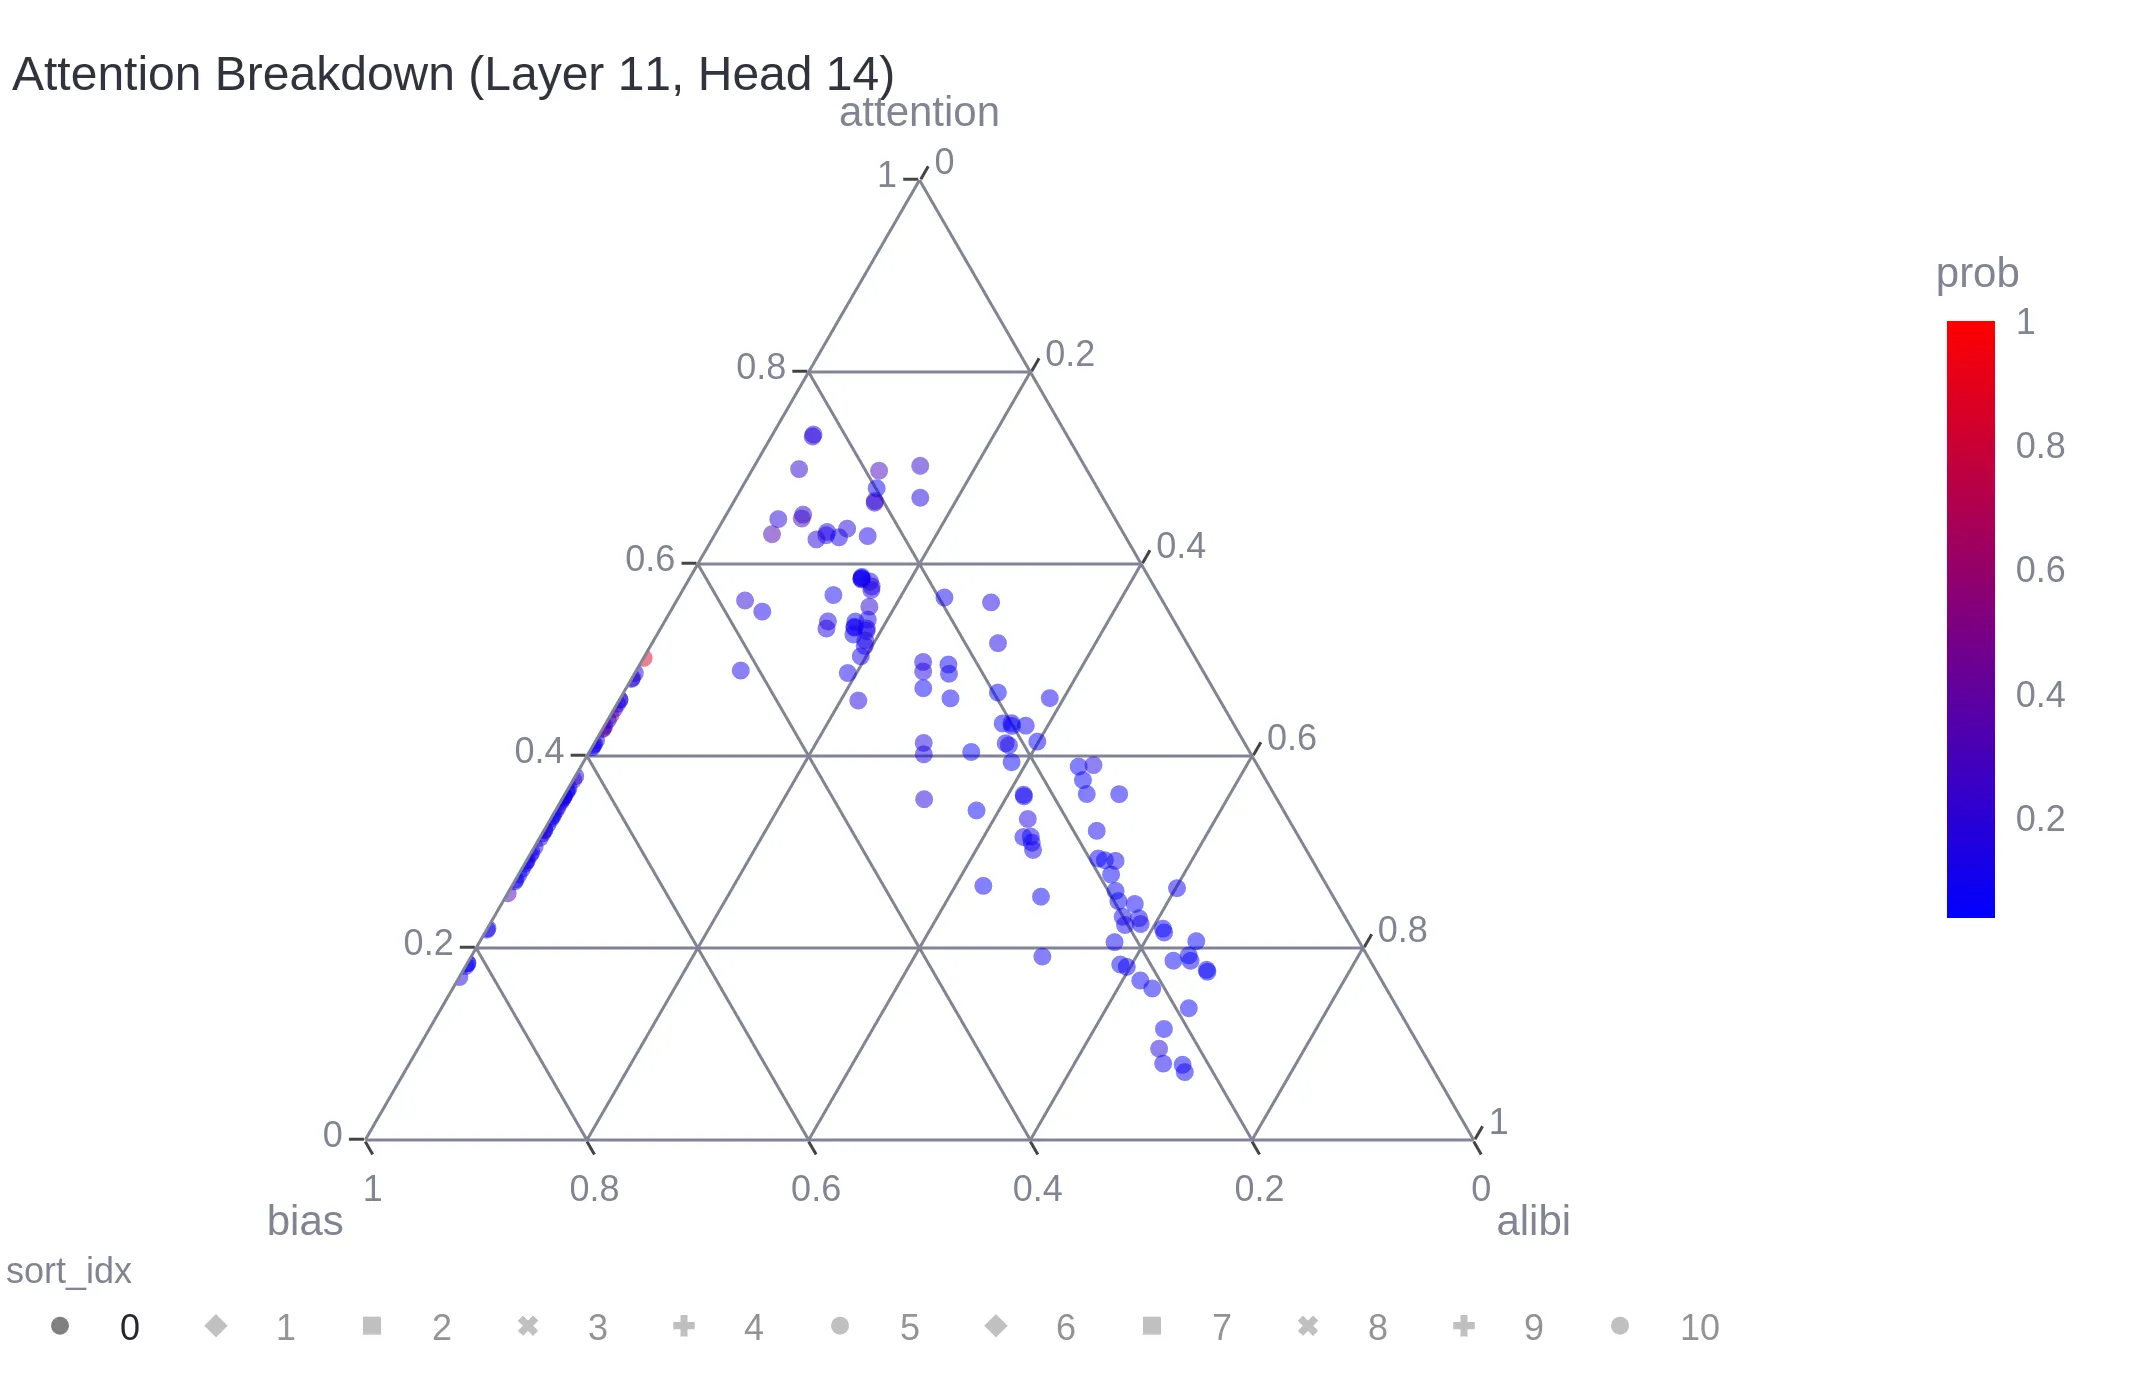 Attention Breakdown (Layer 11, Head 14)
attention
1 0
0.8 0.2
0.6 0.4
0.4 0.6
0.2 0.8
0 1
1 0.8 0.6 0.4 0.2 0
bias alibi
prob
1
0.8
0.6
0.4
0.2
sort_idx
0 1 2 3 4 5 6 7 8 9 10